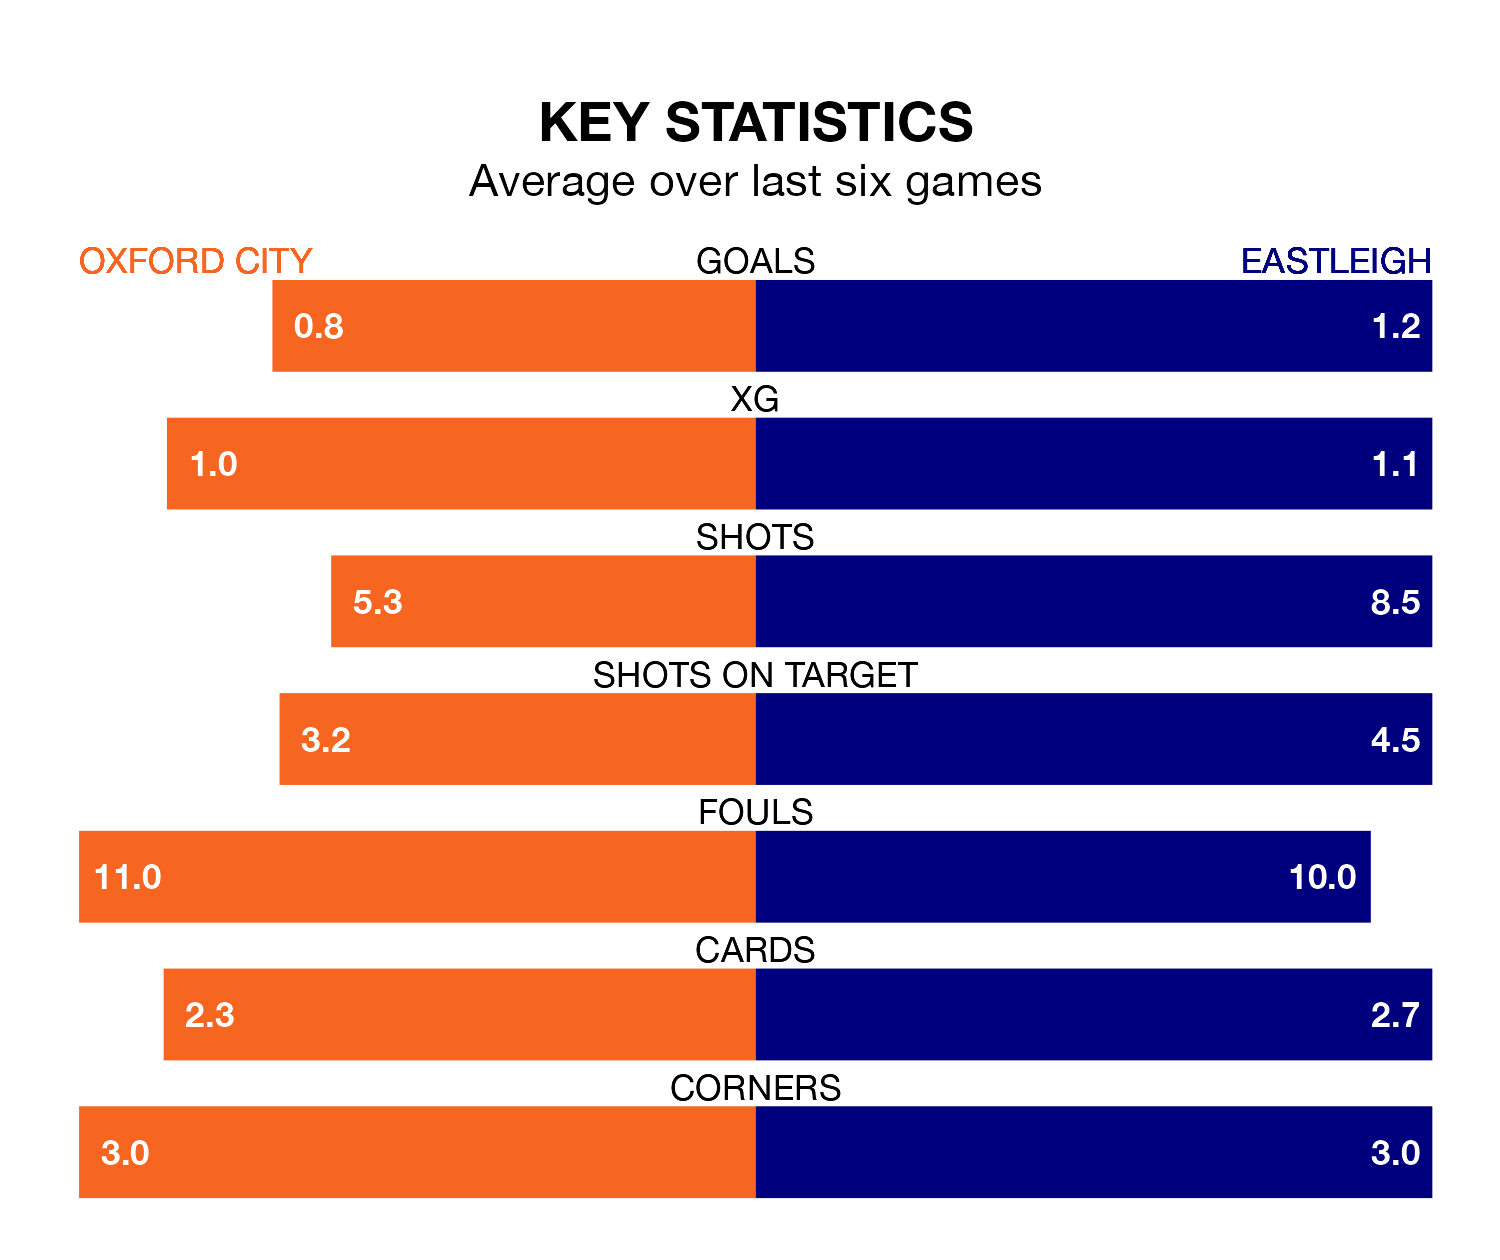 KEY STATISTICS
Average over last six games
OXFORD CITY GOALS EASTLEIGH
0.8 1.2
XG
1.0 1.1
SHOTS
5.3 8.5
SHOTS ON TARGET
3.2 4.5
FOULS
11.0 10.0
CARDS
2.3 2.7
CORNERS
3.0 3.0